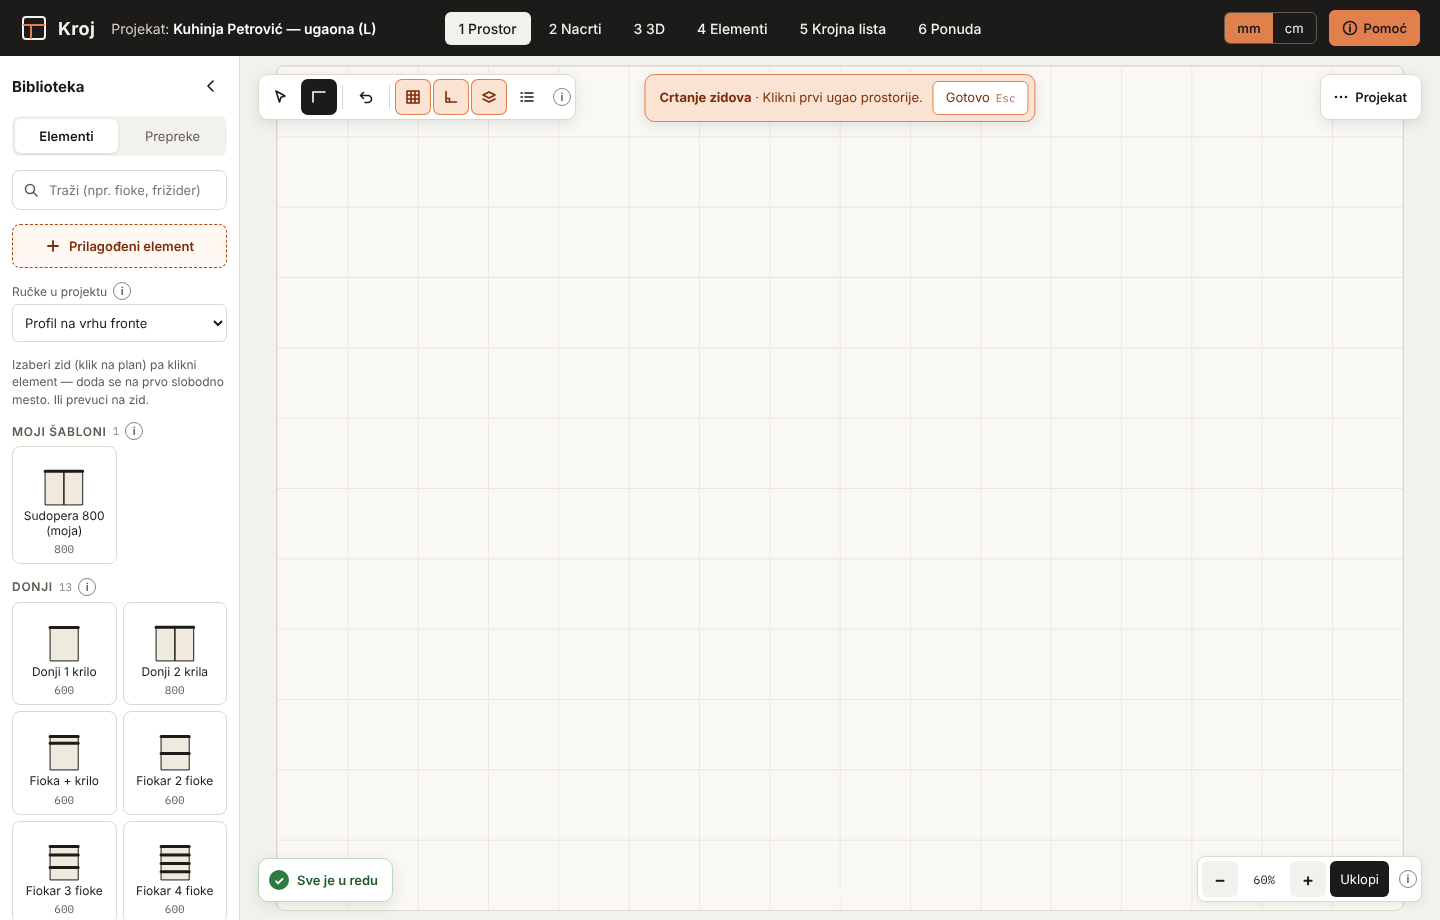 Kroj
Projekat: Kuhinja Petrović — ugaona (L)
1 Prostor
2 Nacrti
3 3D
4 Elementi
5 Krojna lista
6 Ponuda
mm
cm
Pomoć
Biblioteka
Elementi
Prepreke
Traži (npr. fioke, frižider)
Prilagođeni element
Ručke u projektu
Profil na vrhu fronte
Izaberi zid (klik na plan) pa klikni
element — doda se na prvo slobodno
mesto. Ili prevuci na zid.
MOJI ŠABLONI 1
Sudopera 800
(moja)
800
DONJI 13
Donji 1 krilo
600
Donji 2 krila
800
Fioka + krilo
600
Fiokar 2 fioke
600
Fiokar 3 fioke
600
Fiokar 4 fioke
600
Crtanje zidova · Klikni prvi ugao prostorije.
Gotovo Esc
Projekat
Sve je u redu
− 60% +
Uklopi